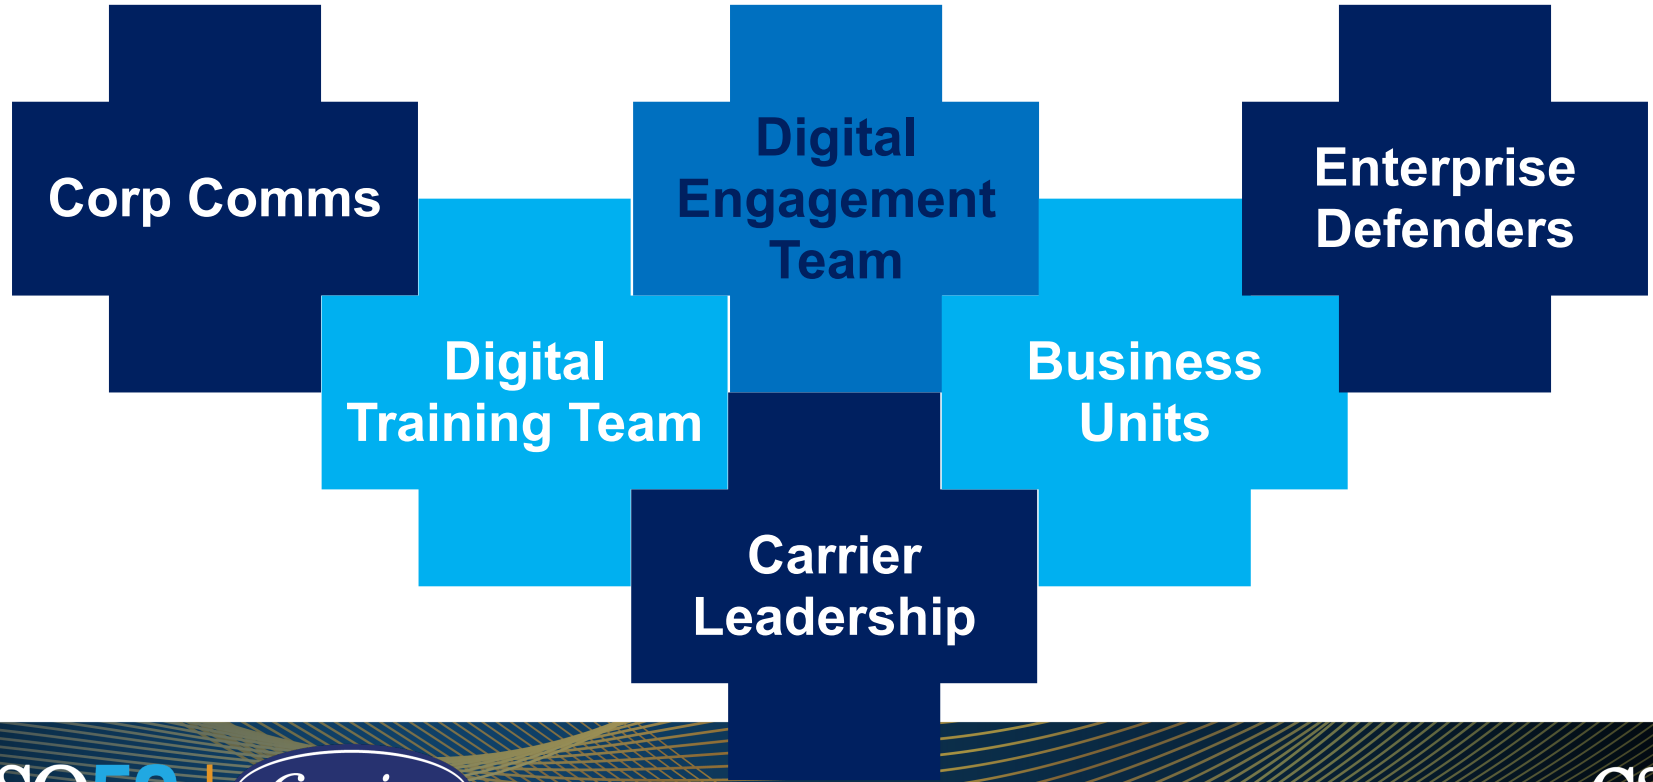 Corp Comms
Digital
Engagement
Team
Enterprise
Defenders
Digital
Training Team
Business
Units
Carrier
Leadership